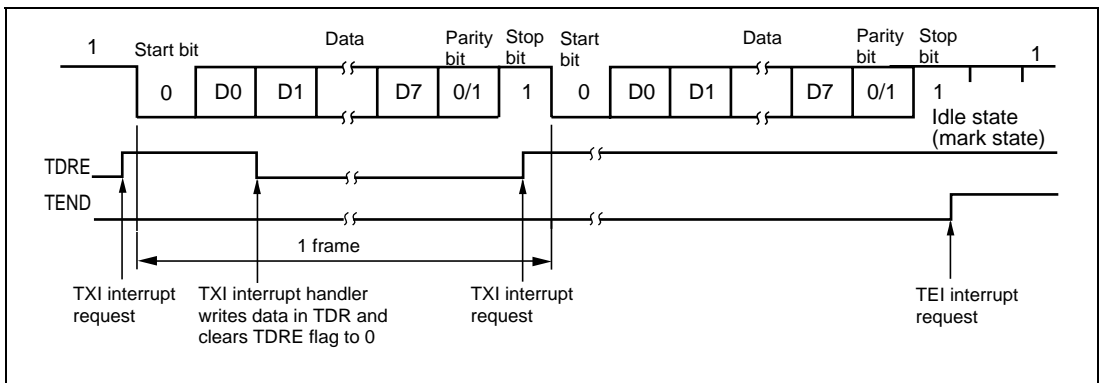 1
Start bit
Data
Parity bit
Stop bit
Start bit
Data
Parity bit
Stop bit
1
0 D0 D1 D7 0/1 1 0 D0 D1 D7 0/1 1
Idle state
(mark state)
TDRE
TEND
1 frame
TXI interrupt
request
TXI interrupt handler
writes data in TDR and
clears TDRE flag to 0
TXI interrupt
request
TEI interrupt
request